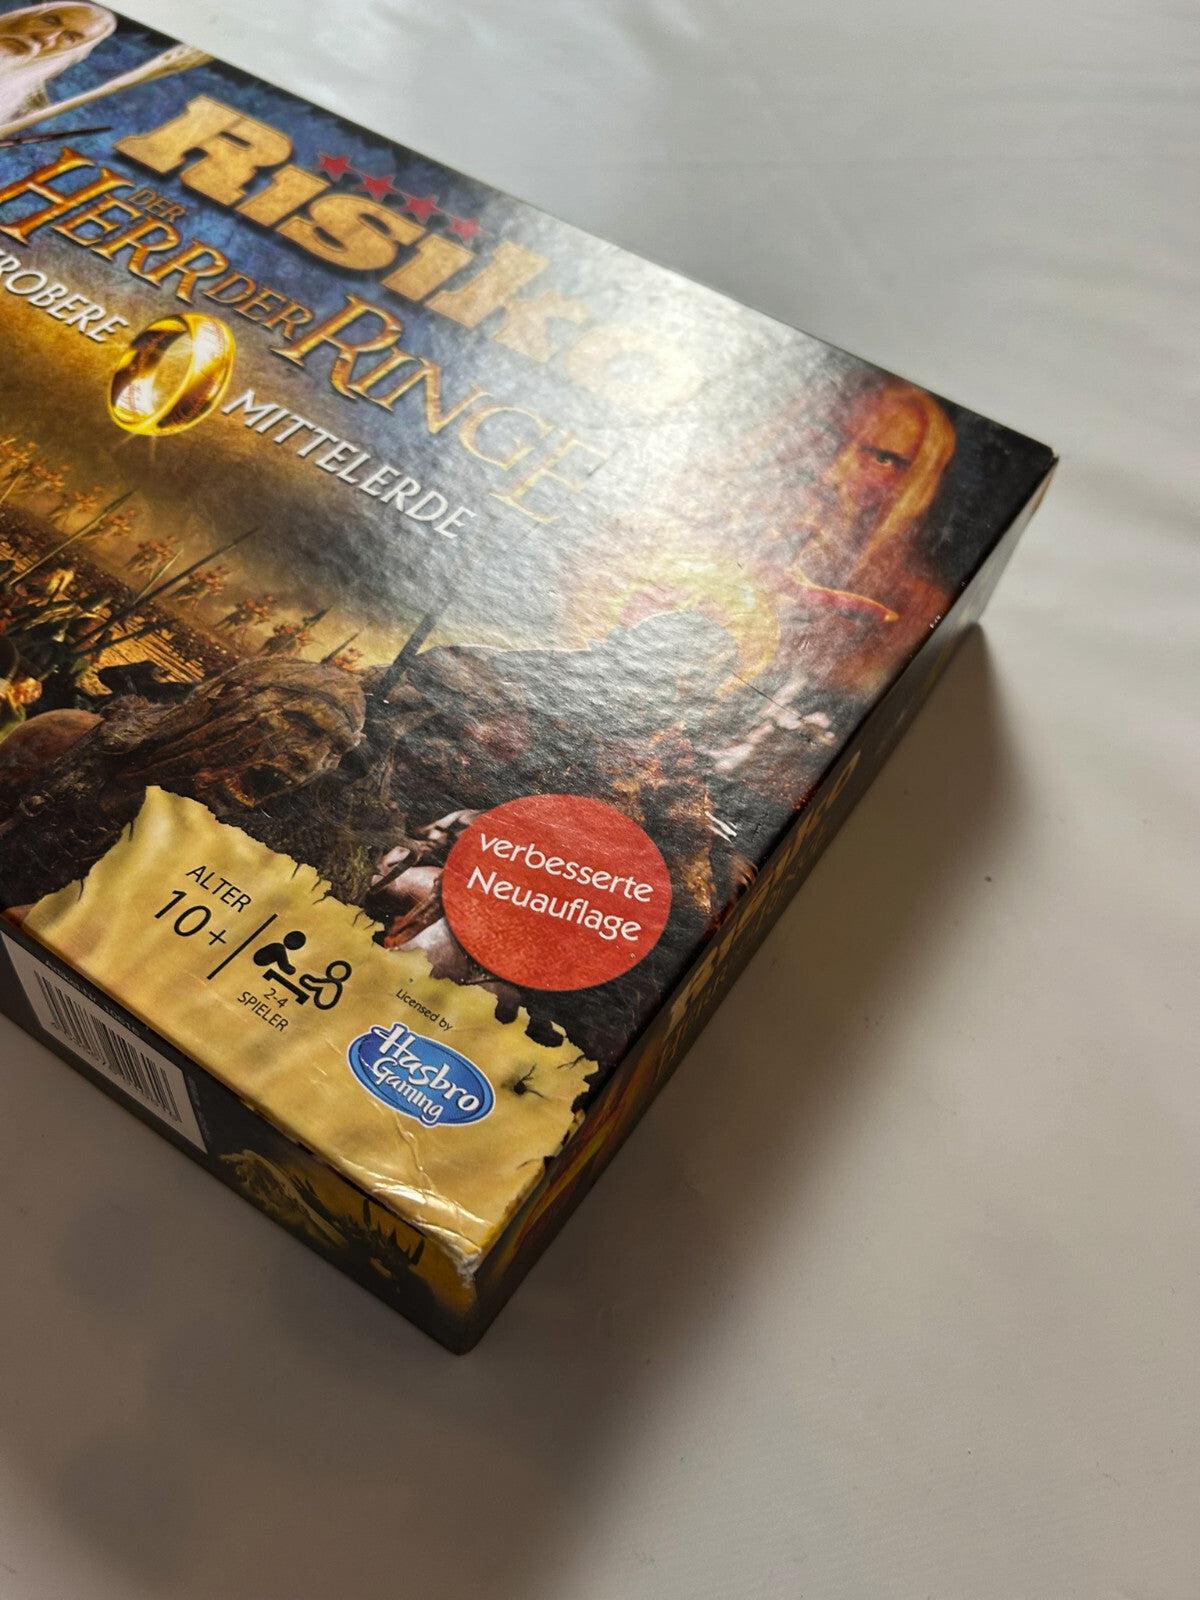 Risiko
DER
HERR DER RINGE
EROBERE MITTELERDE
verbesserte
Neuauflage
ALTER
10+
2-4
SPIELER
Licensed by
Hasbro
Gaming